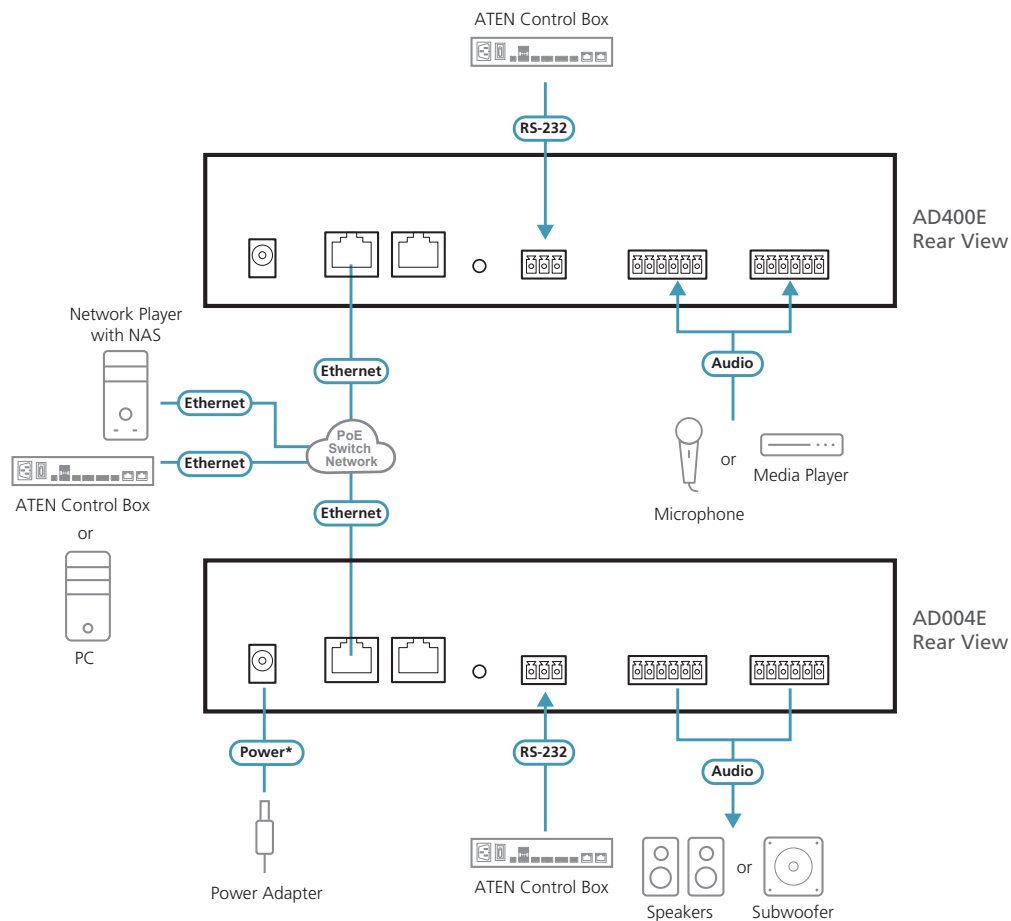 ATEN Control Box
RS-232
AD400E
Rear View
Network Player
with NAS
Ethernet
Audio
Ethernet
PoE
Switch
Network
Ethernet
or
Media Player
ATEN Control Box
Microphone
Ethernet
or
PC
AD004E
Rear View
Power*
RS-232
Audio
or
Power Adapter
ATEN Control Box
Speakers
Subwoofer